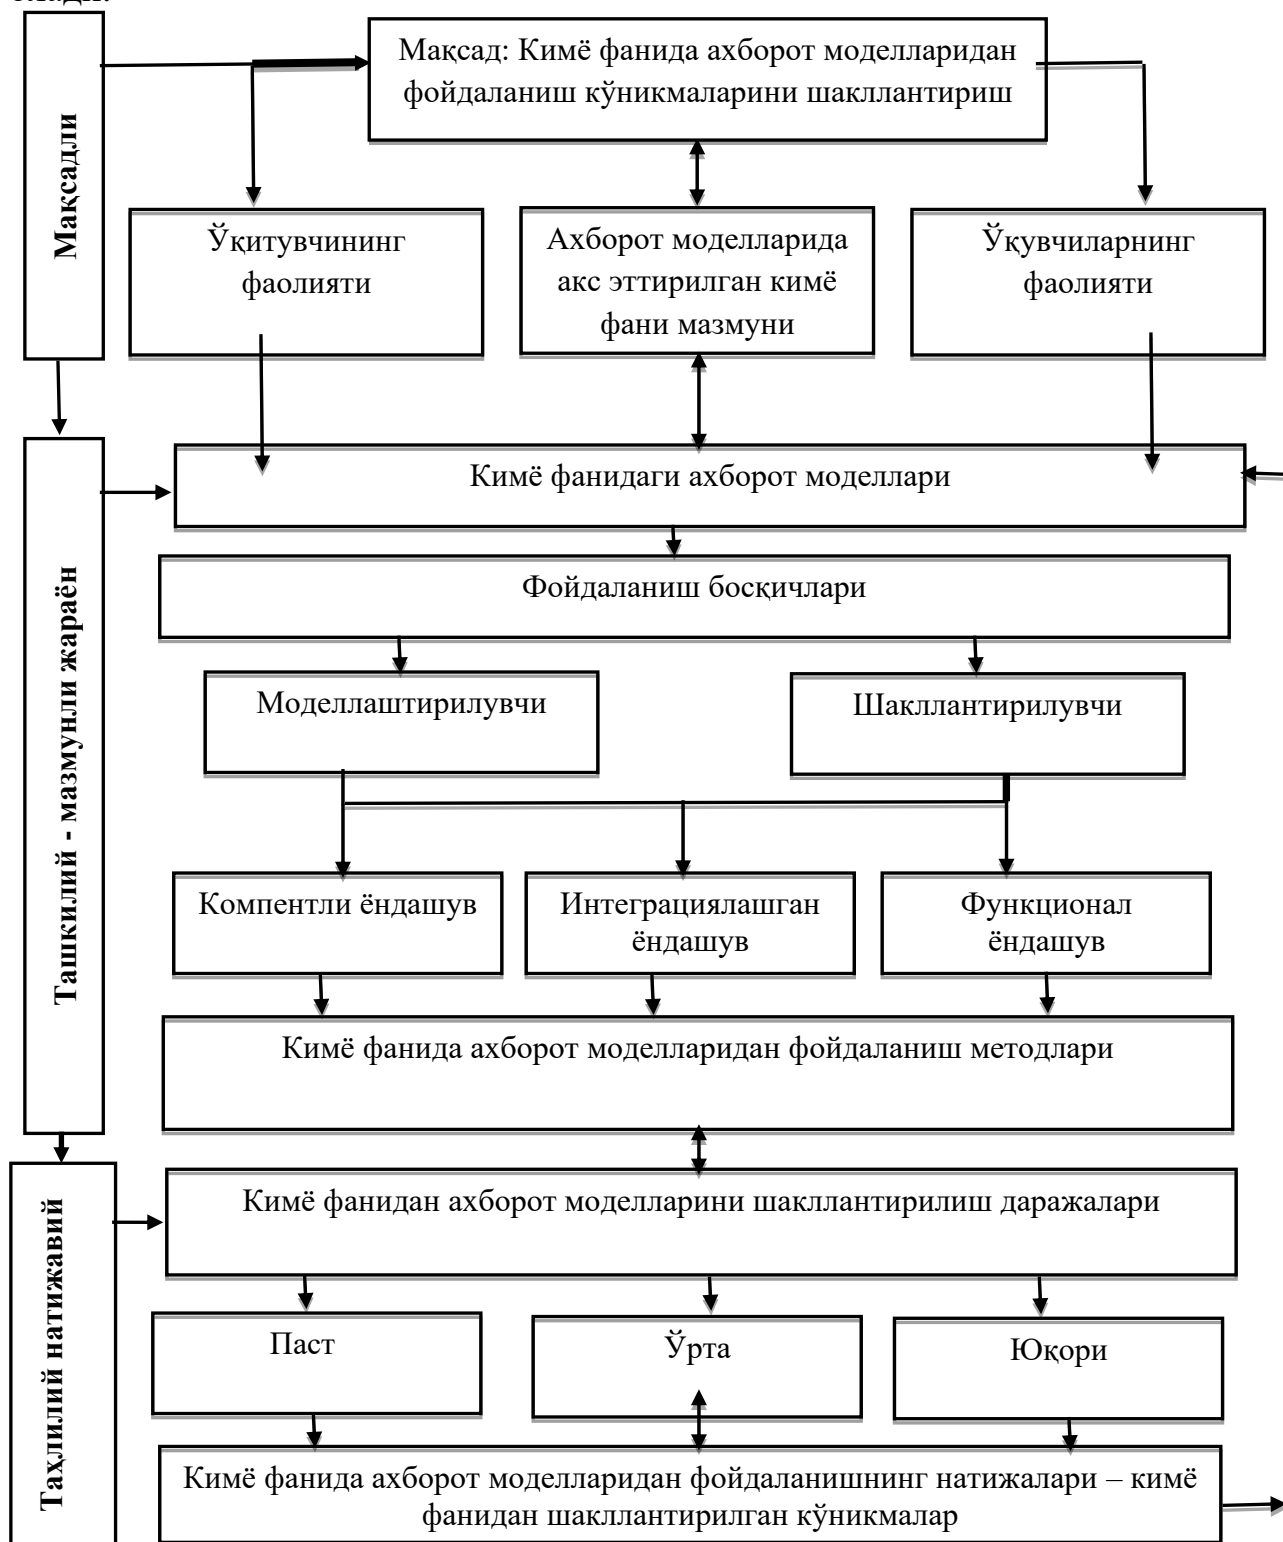 Мақсадли
Мақсад: Кимё фанида ахборот моделларидан
фойдаланиш кўникмаларини шакллантириш
Ўқитувчининг
фаолияти
Ахборот моделларида
акс эттирилган кимё
фани мазмуни
Ўқувчиларнинг
фаолияти
Ташкилий - мазмунли жараён
Кимё фанидаги ахборот моделлари
Фойдаланиш босқичлари
Моделлаштирилувчи
Шакллантирилувчи
Компентли ёндашув
Интеграциялашган
ёндашув
Функционал
ёндашув
Кимё фанида ахборот моделларидан фойдаланиш методлари
Таҳлилий натижавий
Кимё фанидан ахборот моделларини шакллантирилиш даражалари
Паст
Ўрта
Юқори
Кимё фанида ахборот моделларидан фойдаланишнинг натижалари – кимё
фанидан шакллантирилган кўникмалар